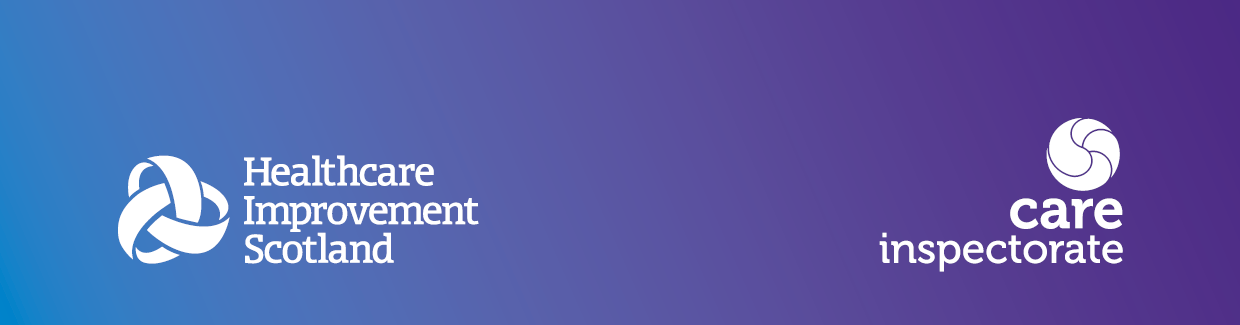 Healthcare
Improvement
Scotland
care
inspectorate